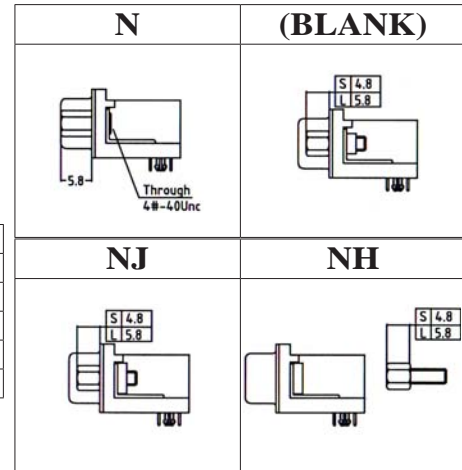 N
(BLANK)
5.8
Through
4#-40Unc
S 4.8
L 5.8
NJ
NH
S 4.8
L 5.8
S 4.8
L 5.8